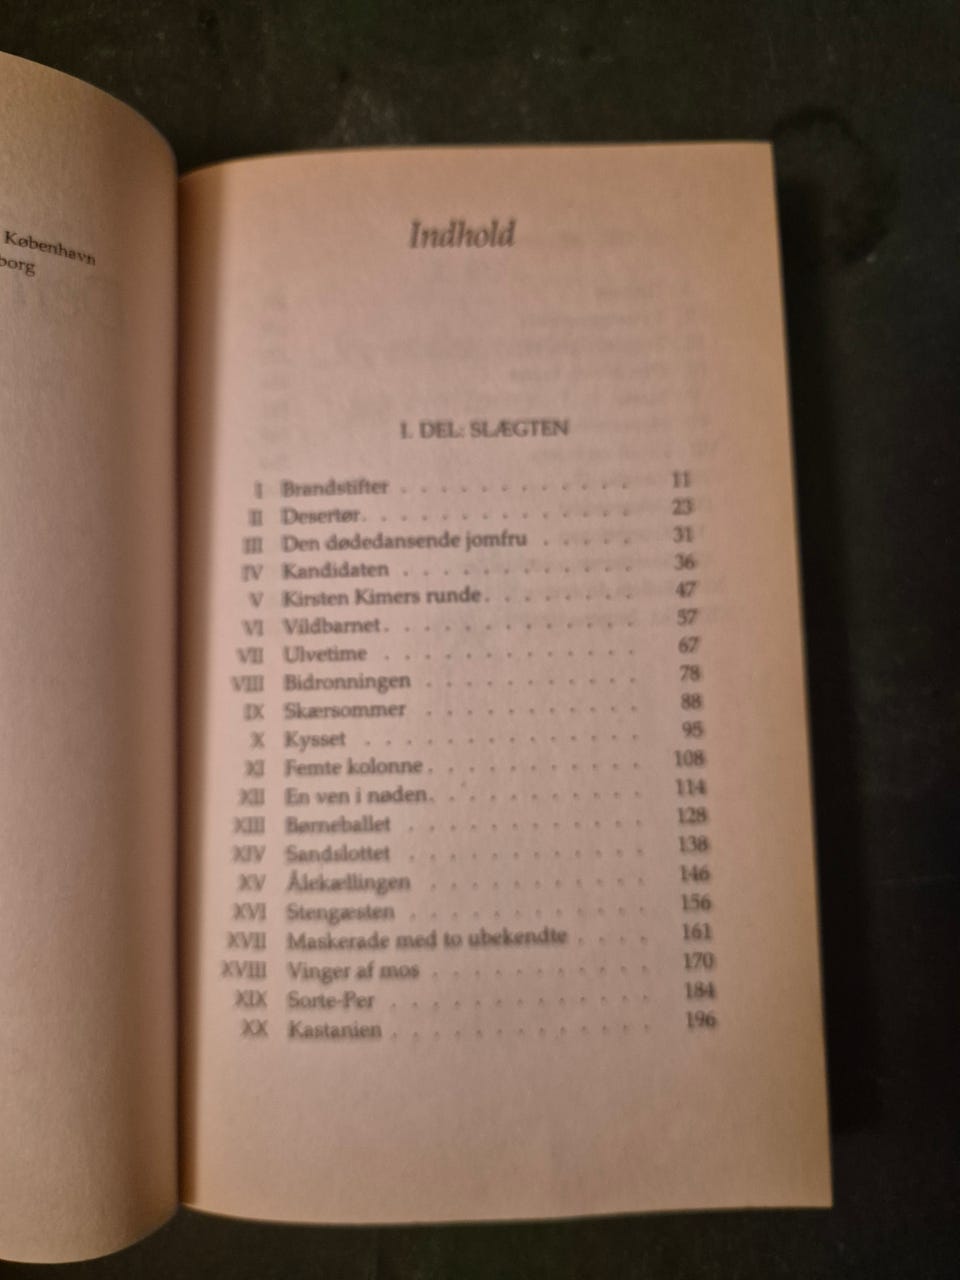 København
borg
Indhold
I. DEL: SLÆGTEN
I Brandstifter . . . . . . . . . . . . 11
II Desertør. . . . . . . . . . . . . 23
III Den dødedansende jomfru . . . . . 31
IV Kandidaten . . . . . . . . . . . . 36
V Kirsten Kimers runde. . . . . . . . 47
VI Vildbarnet. . . . . . . . . . . . . 57
VII Ulvetime . . . . . . . . . . . . . 67
VIII Bidronningen . . . . . . . . . . . 78
IX Skærsommer . . . . . . . . . . . 88
X Kysset . . . . . . . . . . . . . . 95
XI Femte kolonne. . . . . . . . . . . 108
XII En ven i nøden. . . . . . . . . . . 114
XIII Børneballet . . . . . . . . . . . . 128
XIV Sandslottet . . . . . . . . . . . . 138
XV Ålekællingen . . . . . . . . . . . 146
XVI Stengæsten . . . . . . . . . . . . 156
XVII Maskerade med to ubekendte . . . . 161
XVIII Vinger af mos . . . . . . . . . . . 170
XIX Sorte-Per . . . . . . . . . . . . . 184
XX Kastanien . . . . . . . . . . . . . 196